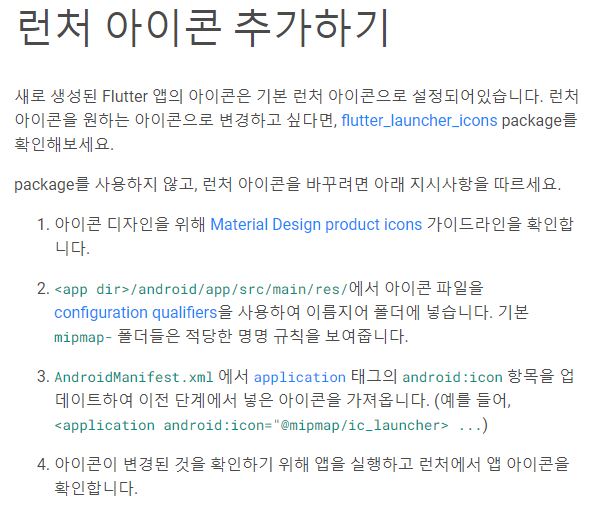 런처 아이콘 추가하기
새로 생성된 Flutter 앱의 아이콘은 기본 런처 아이콘으로 설정되어있습니다. 런처
아이콘을 원하는 아이콘으로 변경하고 싶다면, flutter_launcher_icons package를
확인해보세요.
package를 사용하지 않고, 런처 아이콘을 바꾸려면 아래 지시사항을 따르세요.
1. 아이콘 디자인을 위해 Material Design product icons 가이드라인을 확인합
니다.
2. <app dir>/android/app/src/main/res/에서 아이콘 파일을
configuration qualifiers을 사용하여 이름지어 폴더에 넣습니다. 기본
mipmap- 폴더들은 적당한 명명 규칙을 보여줍니다.
3. AndroidManifest.xml 에서 application 태그의 android:icon 항목을 업
데이트하여 이전 단계에서 넣은 아이콘을 가져옵니다. (예를 들어,
<application android:icon="@mipmap/ic_launcher> ...)
4. 아이콘이 변경된 것을 확인하기 위해 앱을 실행하고 런처에서 앱 아이콘을
확인합니다.